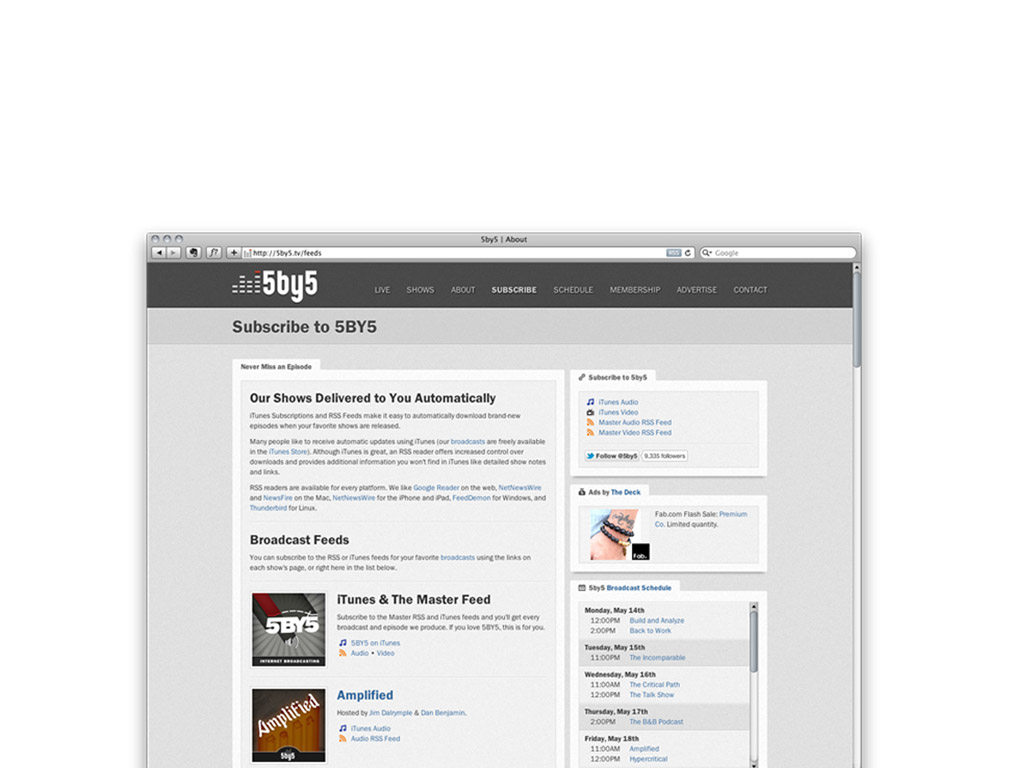 5by5 | About
http://5by5.tv/feeds
RSS
Google
5by5
LIVE SHOWS ABOUT SUBSCRIBE SCHEDULE MEMBERSHIP ADVERTISE CONTACT
Subscribe to 5BY5
Never Miss an Episode
Our Shows Delivered to You Automatically
iTunes Subscriptions and RSS Feeds make it easy to automatically download brand-new
episodes when your favorite shows are released.
Many people like to receive automatic updates using iTunes (our broadcasts are freely available
in the iTunes Store). Although iTunes is great, an RSS reader offers increased control over
downloads and provides additional information you won't find in iTunes like detailed show notes
and links.
RSS readers are available for every platform. We like Google Reader on the web, NetNewsWire
and NewsFire on the Mac, NetNewsWire for the iPhone and iPad, FeedDemon for Windows, and
Thunderbird for Linux.
Broadcast Feeds
You can subscribe to the RSS or iTunes feeds for your favorite broadcasts using the links on
each show's page, or right here in the list below.
5BY5
INTERNET BROADCASTING
iTunes & The Master Feed
Subscribe to the Master RSS and iTunes feeds and you'll get every
broadcast and episode we produce. If you love 5BY5, this is for you.
5BY5 on iTunes
Audio • Video
Amplified
5by5
Amplified
Hosted by Jim Dalrymple & Dan Benjamin.
iTunes Audio
Audio RSS Feed
Subscribe to 5by5
iTunes Audio
iTunes Video
Master Audio RSS Feed
Master Video RSS Feed
Follow @5by5 9,335 followers
Ads by The Deck
Fab.com Flash Sale: Premium
Co. Limited quantity.
Fab.
5by5 Broadcast Schedule
Monday, May 14th
12:00PM Build and Analyze
2:00PM Back to Work
Tuesday, May 15th
11:00PM The Incomparable
Wednesday, May 16th
11:00AM The Critical Path
12:00PM The Talk Show
Thursday, May 17th
2:00PM The B&B Podcast
Friday, May 18th
11:00AM Amplified
12:00PM Hypercritical